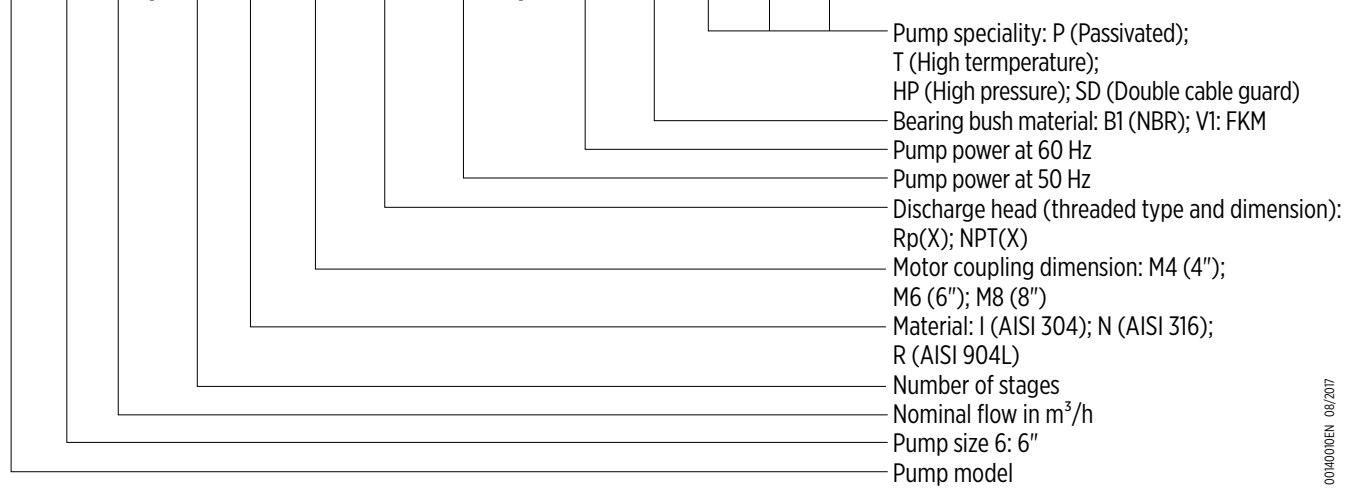 Pump speciality: P (Passivated);
T (High termperature);
HP (High pressure); SD (Double cable guard)
Bearing bush material: B1 (NBR); V1: FKM
Pump power at 60 Hz
Pump power at 50 Hz
Discharge head (threaded type and dimension):
Rp(X); NPT(X)
Motor coupling dimension: M4 (4");
M6 (6"); M8 (8")
Material: I (AISI 304); N (AISI 316);
R (AISI 904L)
Number of stages
Nominal flow in m³/h
Pump size 6: 6"
Pump model
00140010EN 08/2017